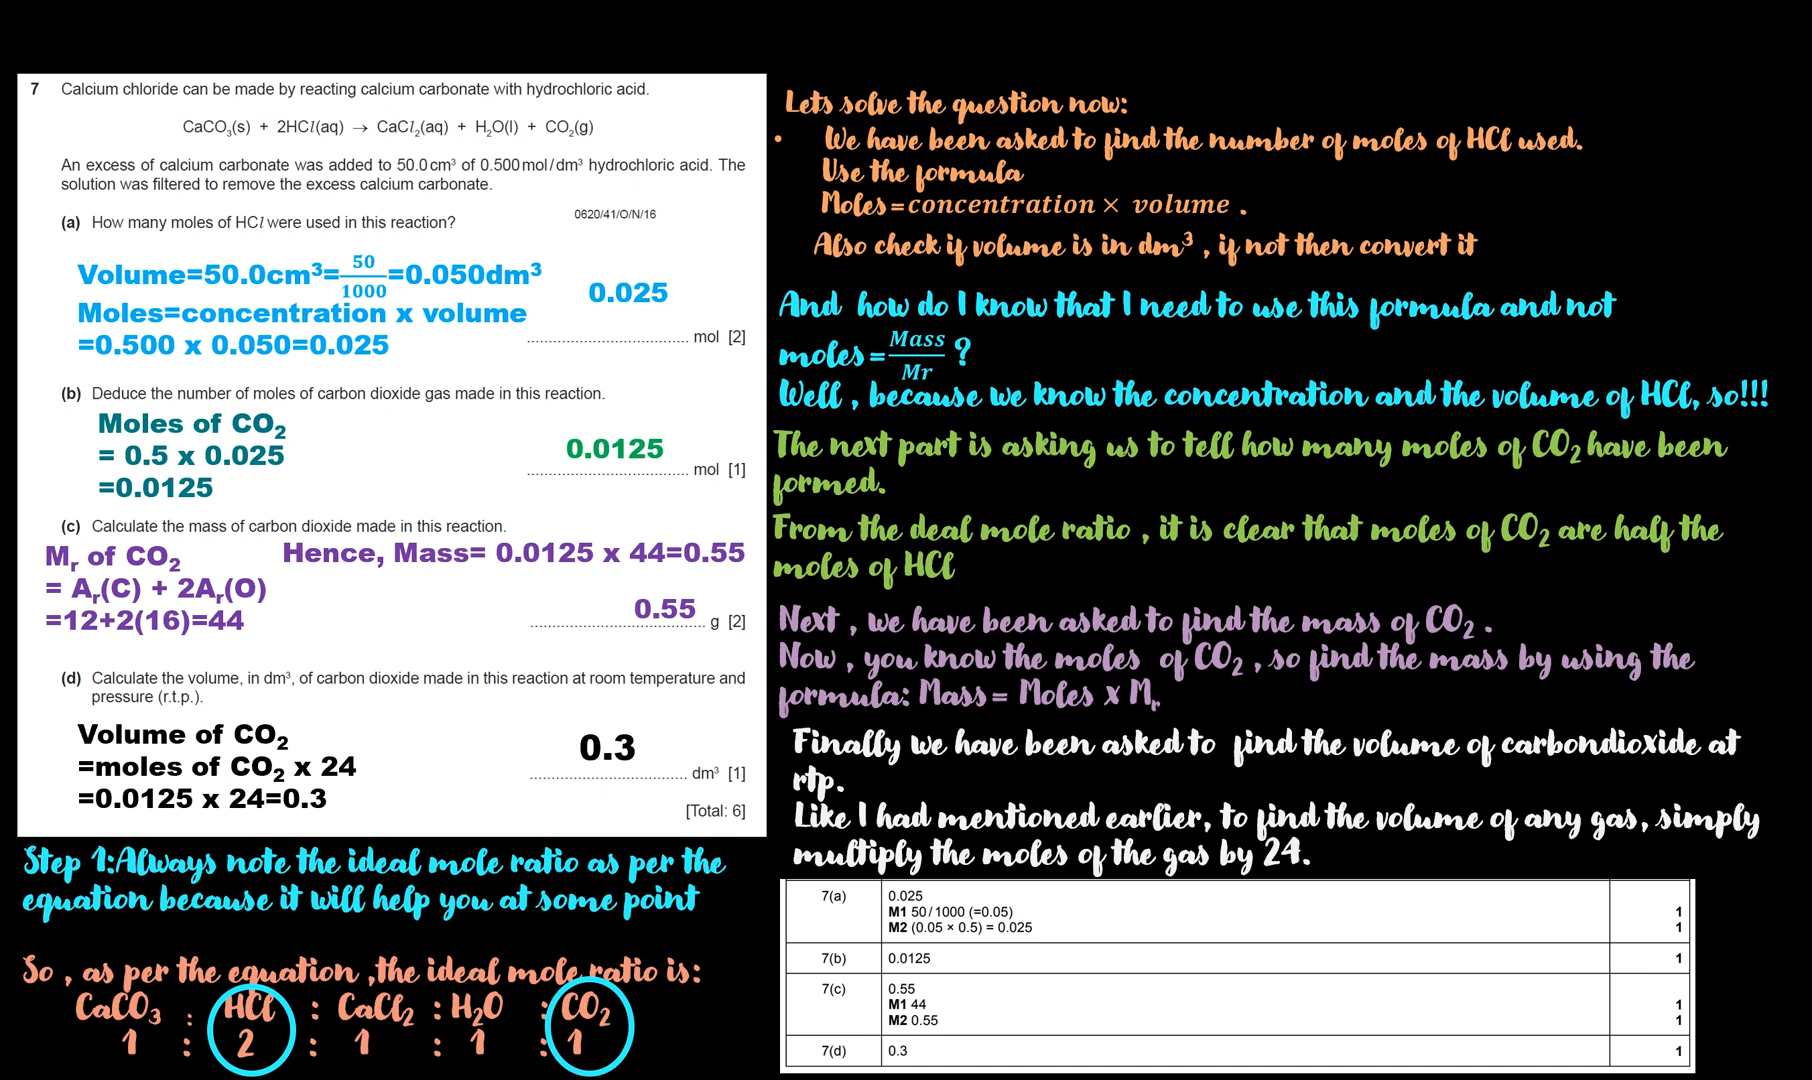 7 Calcium chloride can be made by reacting calcium carbonate with hydrochloric acid.
CaCO₃(s) + 2HCl(aq) → CaCl₂(aq) + H₂O(l) + CO₂(g)
An excess of calcium carbonate was added to 50.0 cm³ of 0.500 mol/dm³ hydrochloric acid. The
solution was filtered to remove the excess calcium carbonate.
(a) How many moles of HCl were used in this reaction?
0620/41/O/N/16
Volume=50.0cm³=50/1000=0.050dm³
Moles=concentration x volume
=0.500 x 0.050=0.025
0.025
mol [2]
(b) Deduce the number of moles of carbon dioxide gas made in this reaction.
Moles of CO₂
= 0.5 x 0.025
=0.0125
0.0125
mol [1]
(c) Calculate the mass of carbon dioxide made in this reaction.
Mᵣ of CO₂
= Aᵣ(C) + 2Aᵣ(O)
=12+2(16)=44
Hence, Mass= 0.0125 x 44=0.55
0.55
g [2]
(d) Calculate the volume, in dm³, of carbon dioxide made in this reaction at room temperature and
pressure (r.t.p.).
Volume of CO₂
=moles of CO₂ x 24
=0.0125 x 24=0.3
0.3
dm³ [1]
[Total: 6]
Step 1:Always note the ideal mole ratio as per the
equation because it will help you at some point
So , as per the equation ,the ideal mole ratio is:
CaCO₃ : HCl : CaCl₂ : H₂O : CO₂
1 : 2 : 1 : 1 : 1
Lets solve the question now:
• We have been asked to find the number of moles of HCl used.
Use the formula
Moles =concentration × volume .
Also check if volume is in dm³ , if not then convert it
And how do I know that I need to use this formula and not
moles =Mass/Mr ?
Well , because we know the concentration and the volume of HCl, so!!!
The next part is asking us to tell how many moles of CO₂ have been
formed.
From the deal mole ratio , it is clear that moles of CO₂ are half the
moles of HCl
Next , we have been asked to find the mass of CO₂ .
Now , you know the moles of CO₂ , so find the mass by using the
formula: Mass = Moles x Mᵣ
Finally we have been asked to find the volume of carbondioxide at
rtp.
Like I had mentioned earlier, to find the volume of any gas, simply
multiply the moles of the gas by 24.
7(a) 0.025
M1 50/1000 (=0.05) 1
M2 (0.05 × 0.5) = 0.025 1
7(b) 0.0125 1
7(c) 0.55
M1 44 1
M2 0.55 1
7(d) 0.3 1